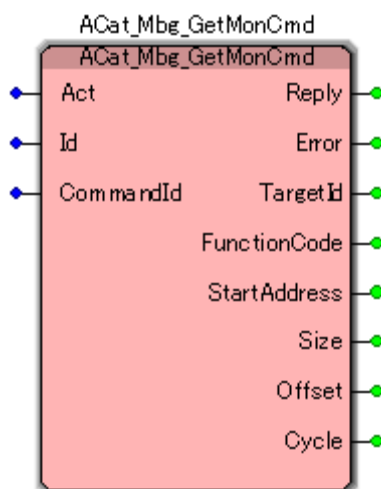 ACat_Mbg_GetMonCmd
ACat_Mbg_GetMonCmd
Act Reply
Id Error
CommandId TargetId
FunctionCode
StartAddress
Size
Offset
Cycle